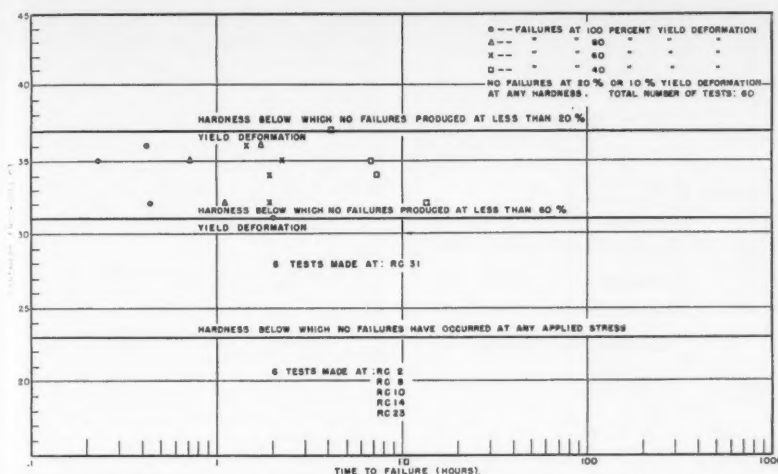 45
● -- FAILURES AT 100 PERCENT YIELD DEFORMATION
△ -- " " 80 " " "
x -- " " 60 " " "
□ -- " " 40 " " "
NO FAILURES AT 20 % OR 10 % YIELD DEFORMATION
AT ANY HARDNESS. TOTAL NUMBER OF TESTS: 60
40
HARDNESS BELOW WHICH NO FAILURES PRODUCED AT LESS THAN 20 %
YIELD DEFORMATION
35
HARDNESS BELOW WHICH NO FAILURES PRODUCED AT LESS THAN 60 %
YIELD DEFORMATION
30
6 TESTS MADE AT: RC 31
25
HARDNESS BELOW WHICH NO FAILURES HAVE OCCURRED AT ANY APPLIED STRESS
6 TESTS MADE AT: RC 2
20
RC 8
RC 10
RC 14
RC 23
.1 1 10 100 1000
TIME TO FAILURE (HOURS).